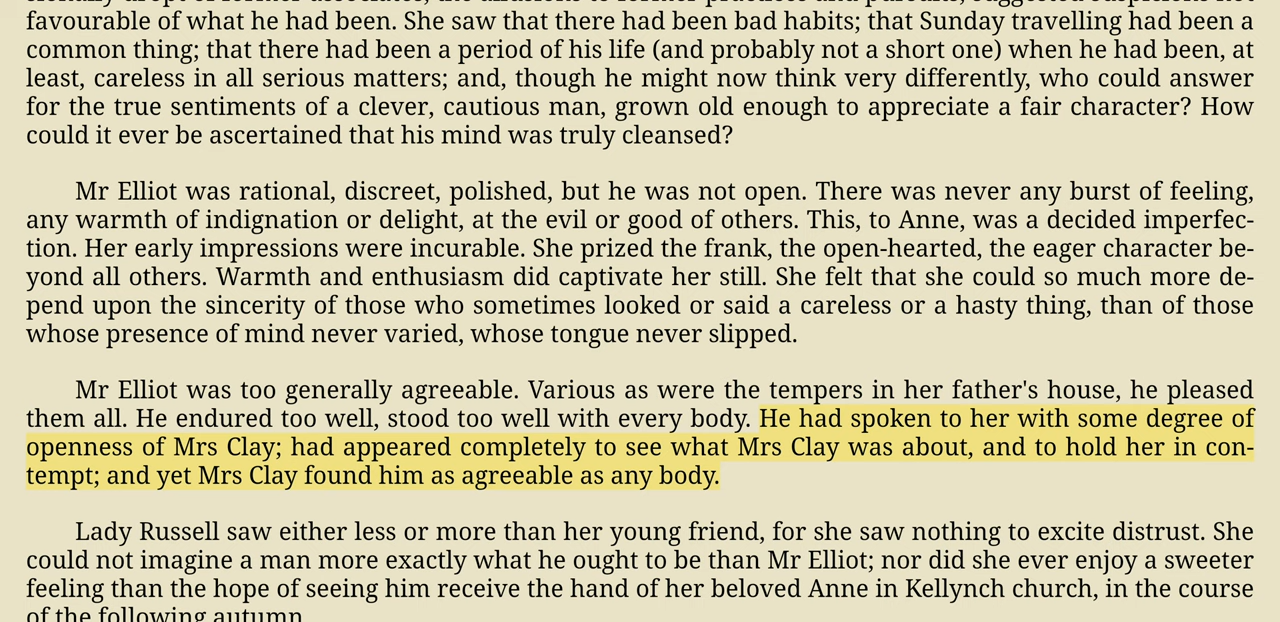 favourable of what he had been. She saw that there had been bad habits; that Sunday travelling had been a
common thing; that there had been a period of his life (and probably not a short one) when he had been, at
least, careless in all serious matters; and, though he might now think very differently, who could answer
for the true sentiments of a clever, cautious man, grown old enough to appreciate a fair character? How
could it ever be ascertained that his mind was truly cleansed?
Mr Elliot was rational, discreet, polished, but he was not open. There was never any burst of feeling,
any warmth of indignation or delight, at the evil or good of others. This, to Anne, was a decided imperfec-
tion. Her early impressions were incurable. She prized the frank, the open-hearted, the eager character be-
yond all others. Warmth and enthusiasm did captivate her still. She felt that she could so much more de-
pend upon the sincerity of those who sometimes looked or said a careless or a hasty thing, than of those
whose presence of mind never varied, whose tongue never slipped.
Mr Elliot was too generally agreeable. Various as were the tempers in her father's house, he pleased
them all. He endured too well, stood too well with every body. He had spoken to her with some degree of
openness of Mrs Clay; had appeared completely to see what Mrs Clay was about, and to hold her in con-
tempt; and yet Mrs Clay found him as agreeable as any body.
Lady Russell saw either less or more than her young friend, for she saw nothing to excite distrust. She
could not imagine a man more exactly what he ought to be than Mr Elliot; nor did she ever enjoy a sweeter
feeling than the hope of seeing him receive the hand of her beloved Anne in Kellynch church, in the course
of the following autumn.